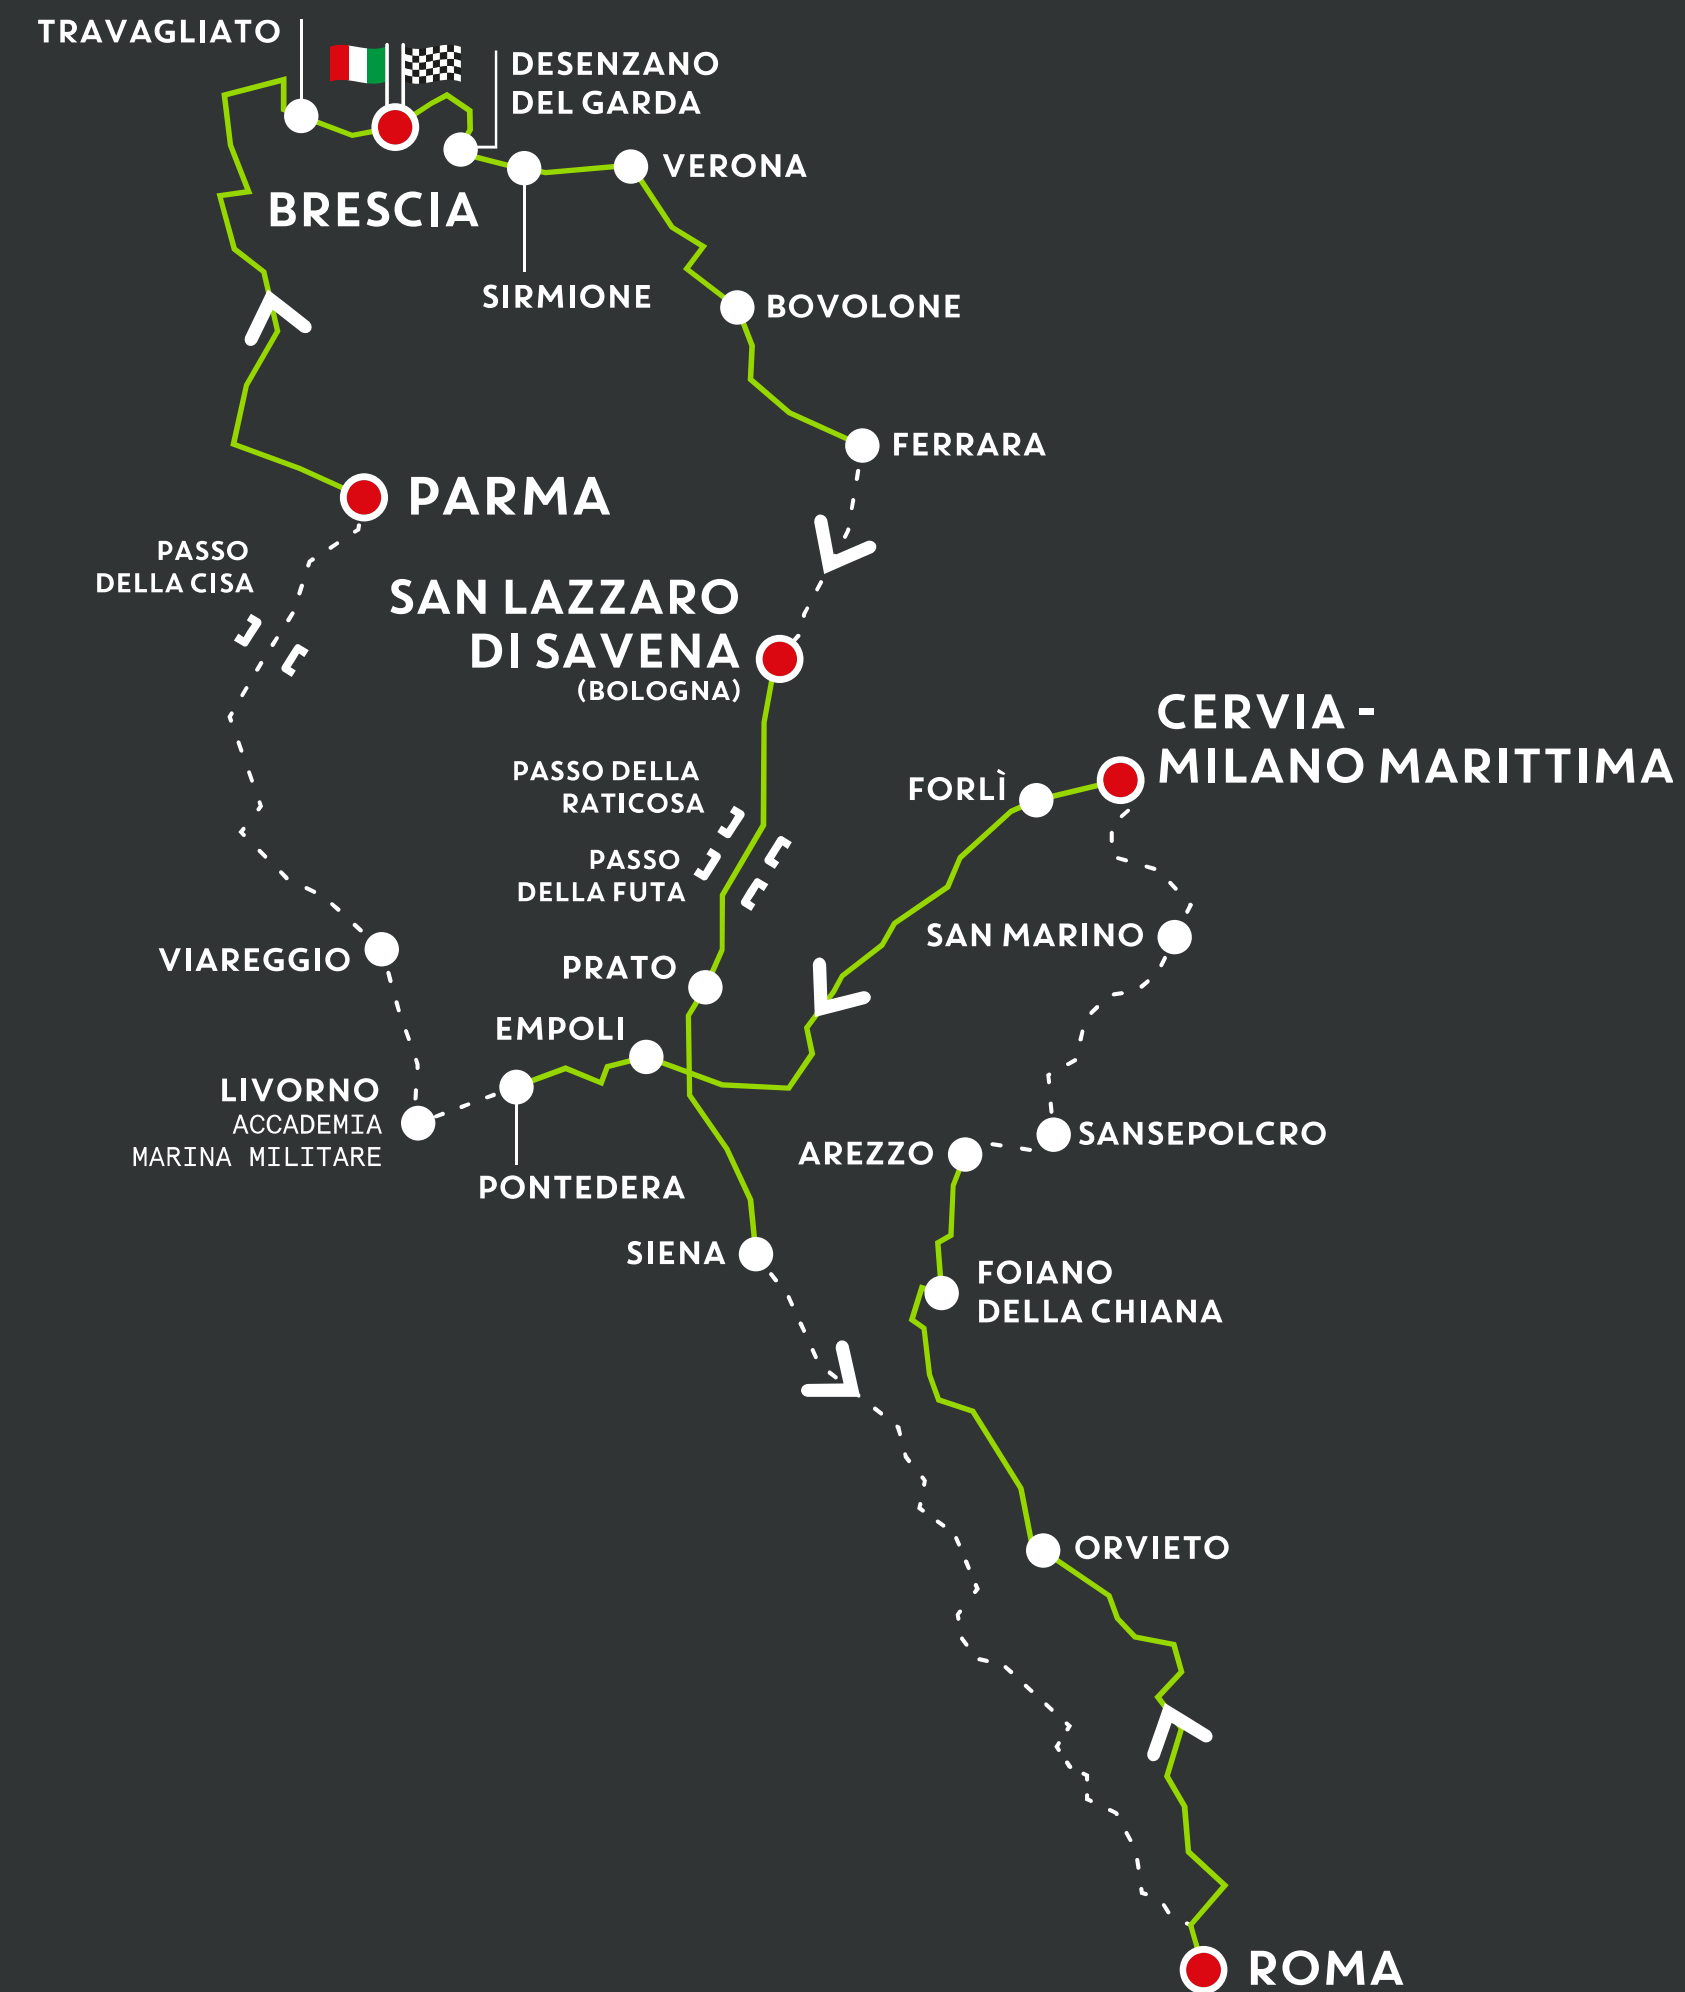 TRAVAGLIATO
DESENZANO
DEL GARDA
VERONA
BRESCIA
SIRMIONE
BOVOLONE
FERRARA
PARMA
PASSO
DELLA CISA
SAN LAZZARO
DI SAVENA
(BOLOGNA)
CERVIA -
MILANO MARITTIMA
PASSO DELLA
RATICOSA
FORLÌ
PASSO
DELLA FUTA
SAN MARINO
VIAREGGIO
PRATO
EMPOLI
LIVORNO
ACCADEMIA
MARINA MILITARE
SANSEPOLCRO
AREZZO
PONTEDERA
SIENA
FOIANO
DELLA CHIANA
ORVIETO
ROMA